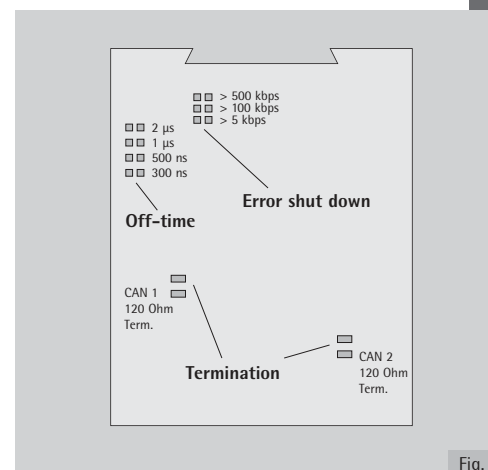 > 500 kbps
> 100 kbps
> 5 kbps
2 µs
1 µs
500 ns
300 ns
Error shut down
Off-time
CAN 1
120 Ohm
Term.
Termination
CAN 2
120 Ohm
Term.
Fig.